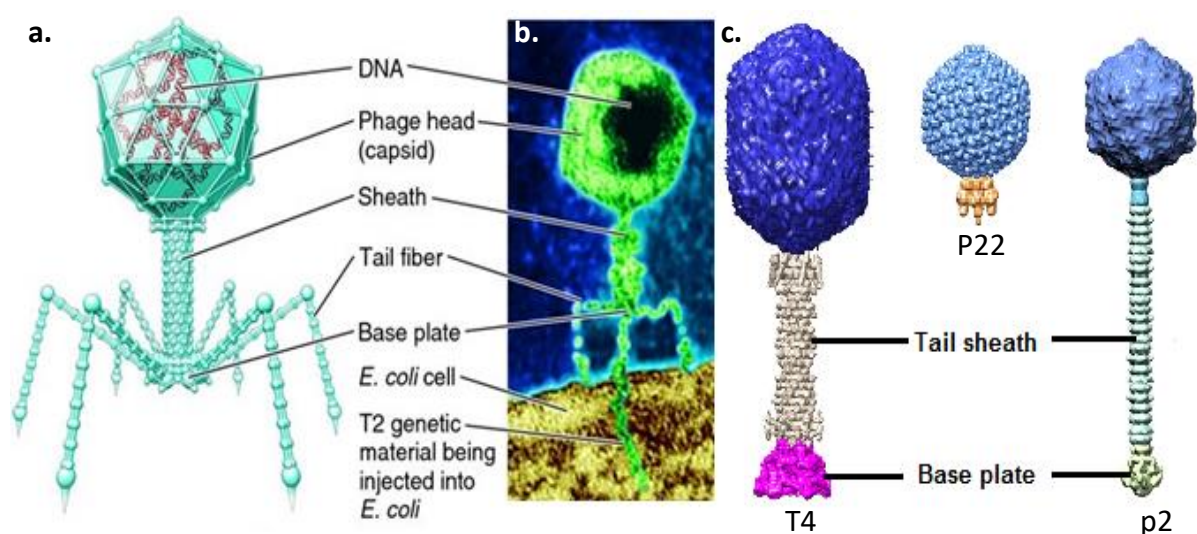 a.
b.
c.
DNA
Phage head
(capsid)
Sheath
Tail fiber
Base plate
E. coli cell
T2 genetic
material being
injected into
E. coli
P22
Tail sheath
Base plate
T4
p2